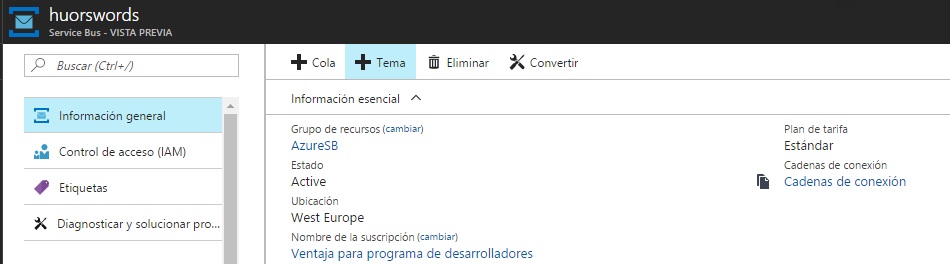 huorswords
Service Bus - VISTA PREVIA
Buscar (Ctrl+/)
Información general
Control de acceso (IAM)
Etiquetas
Diagnosticar y solucionar pro...
Cola
Tema
Eliminar
Convertir
Información esencial
Grupo de recursos (cambiar)
AzureSB
Estado
Active
Ubicación
West Europe
Nombre de la suscripción (cambiar)
Ventaja para programa de desarrolladores
Plan de tarifa
Estándar
Cadenas de conexión
Cadenas de conexión